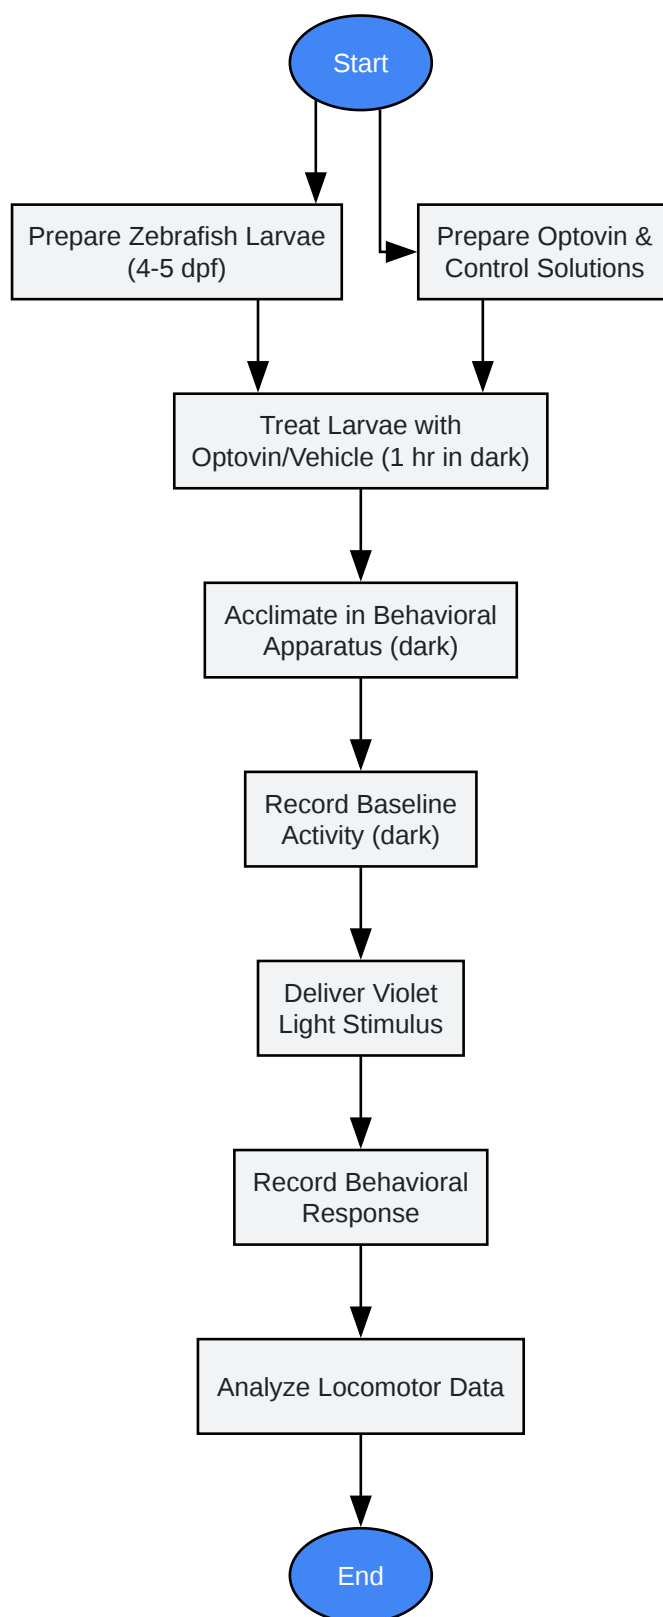 Start
Prepare Zebrafish Larvae
(4-5 dpf)
Prepare Optovin &
Control Solutions
Treat Larvae with
Optovin/Vehicle (1 hr in dark)
Acclimate in Behavioral
Apparatus (dark)
Record Baseline
Activity (dark)
Deliver Violet
Light Stimulus
Record Behavioral
Response
Analyze Locomotor Data
End